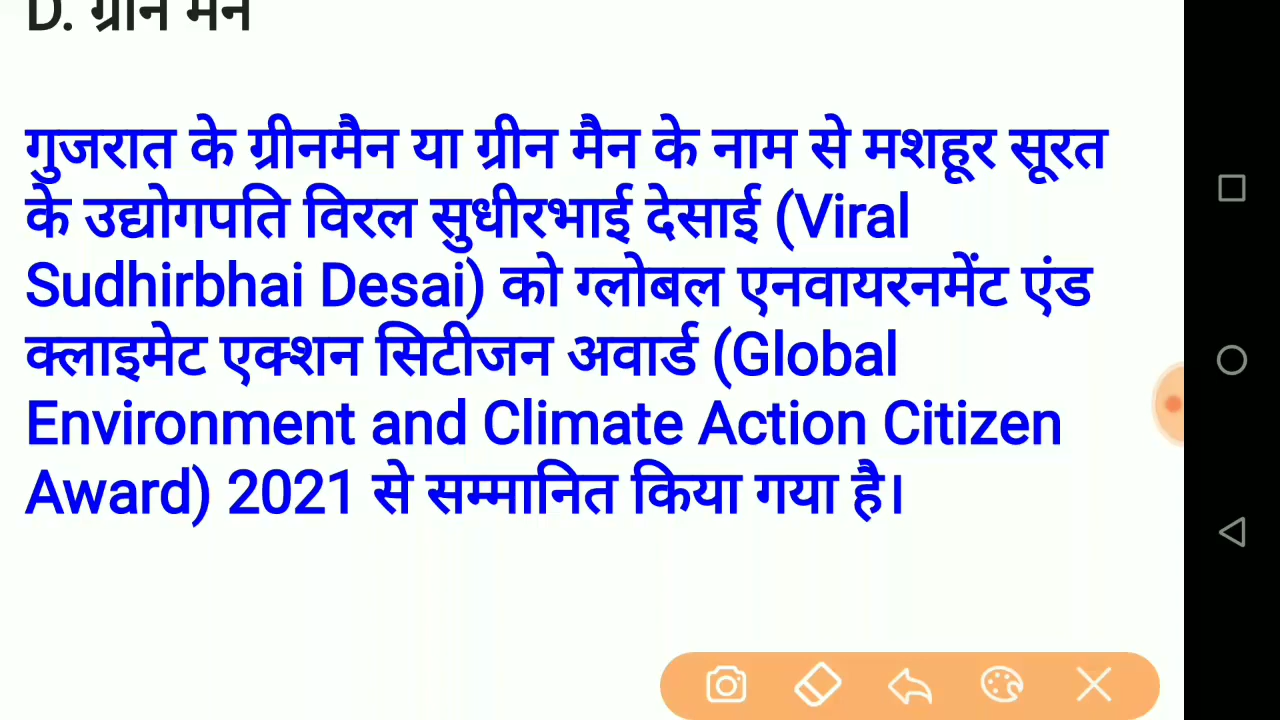 D. ग्रीन मैन
गुजरात के ग्रीनमैन या ग्रीन मैन के नाम से मशहूर सूरत
के उद्योगपति विरल सुधीरभाई देसाई (Viral
Sudhirbhai Desai) को ग्लोबल एनवायरनमेंट एंड
क्लाइमेट एक्शन सिटीजन अवार्ड (Global
Environment and Climate Action Citizen
Award) 2021 से सम्मानित किया गया है।